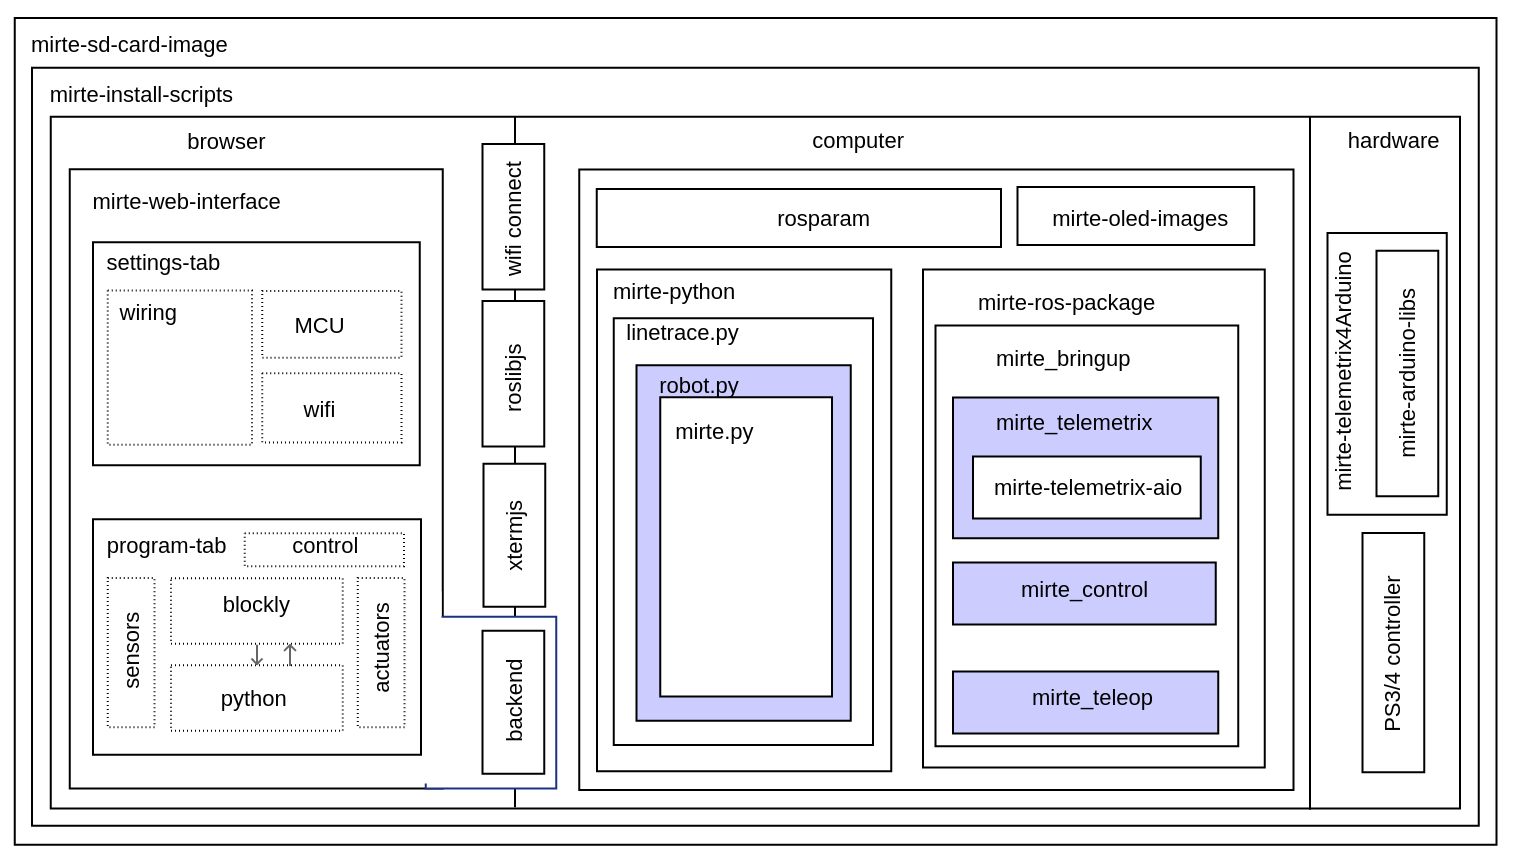 mirte-sd-card-image
mirte-install-scripts
browser
mirte-web-interface
settings-tab
wiring
MCU
wifi
program-tab
control
sensors
blockly
python
actuators
wifi connect
roslibjs
xtermjs
backend
computer
rosparam
mirte-oled-images
mirte-python
linetrace.py
robot.py
mirte.py
mirte-ros-package
mirte_bringup
mirte_telemetrix
mirte-telemetrix-aio
mirte_control
mirte_teleop
hardware
mirte-telemetrix4Arduino
mirte-arduino-libs
PS3/4 controller